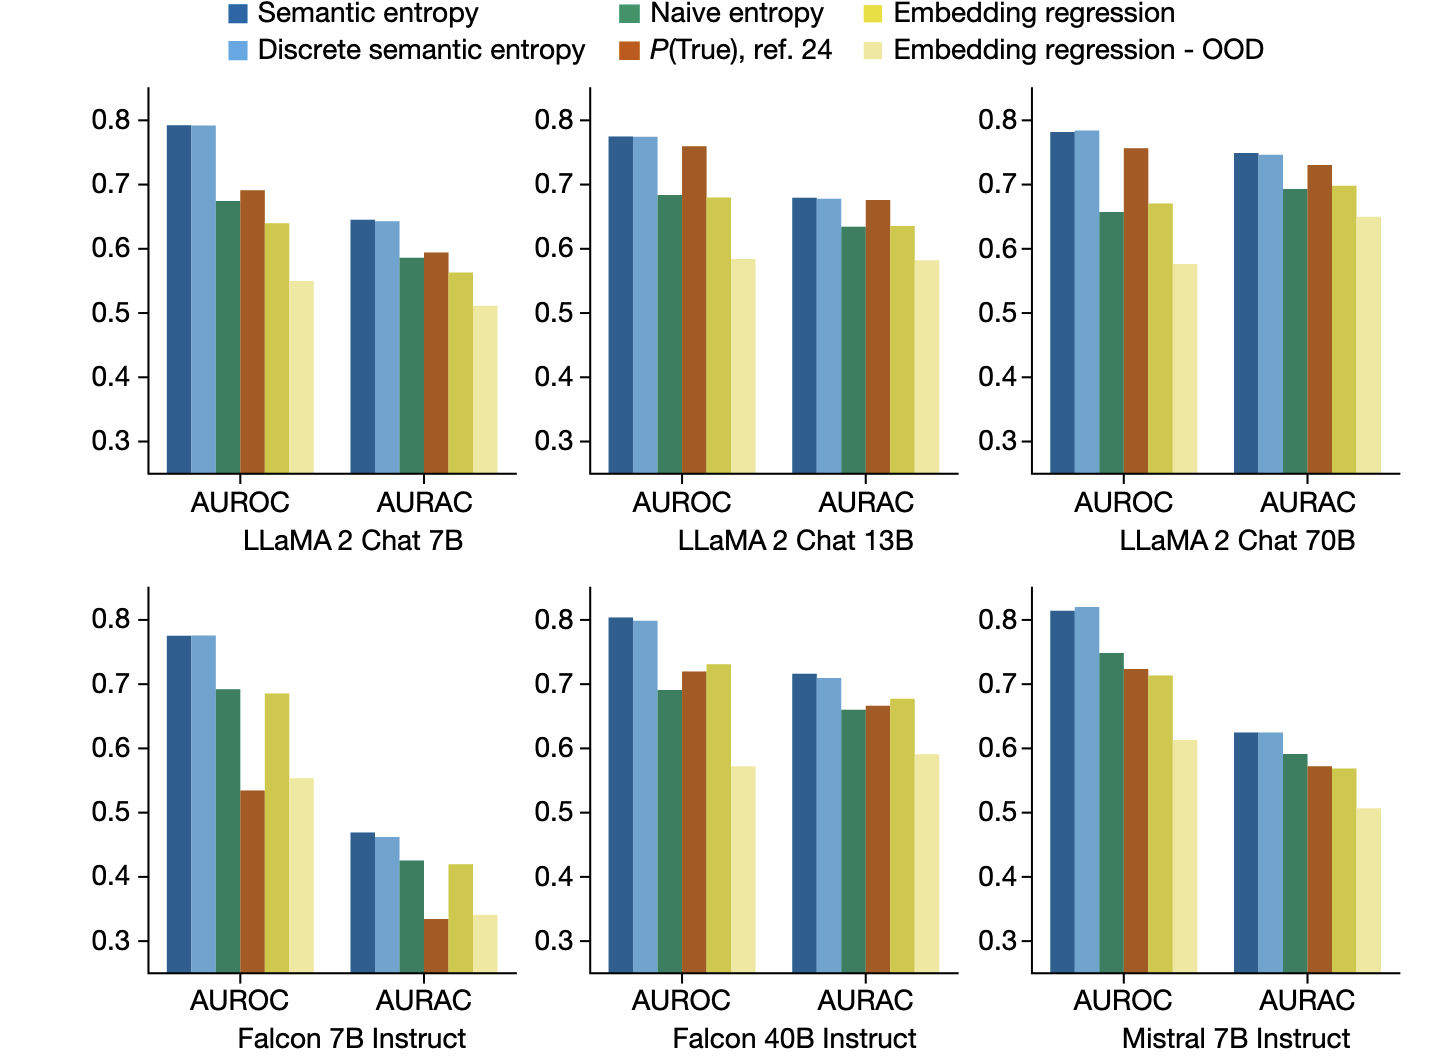 Semantic entropy Naive entropy Embedding regression
Discrete semantic entropy P(True), ref. 24 Embedding regression - OOD
0.8 0.8 0.8
0.7 0.7 0.7
0.6 0.6 0.6
0.5 0.5 0.5
0.4 0.4 0.4
0.3 0.3 0.3
AUROC AURAC AUROC AURAC AUROC AURAC
LLaMA 2 Chat 7B LLaMA 2 Chat 13B LLaMA 2 Chat 70B
0.8 0.8 0.8
0.7 0.7 0.7
0.6 0.6 0.6
0.5 0.5 0.5
0.4 0.4 0.4
0.3 0.3 0.3
AUROC AURAC AUROC AURAC AUROC AURAC
Falcon 7B Instruct Falcon 40B Instruct Mistral 7B Instruct